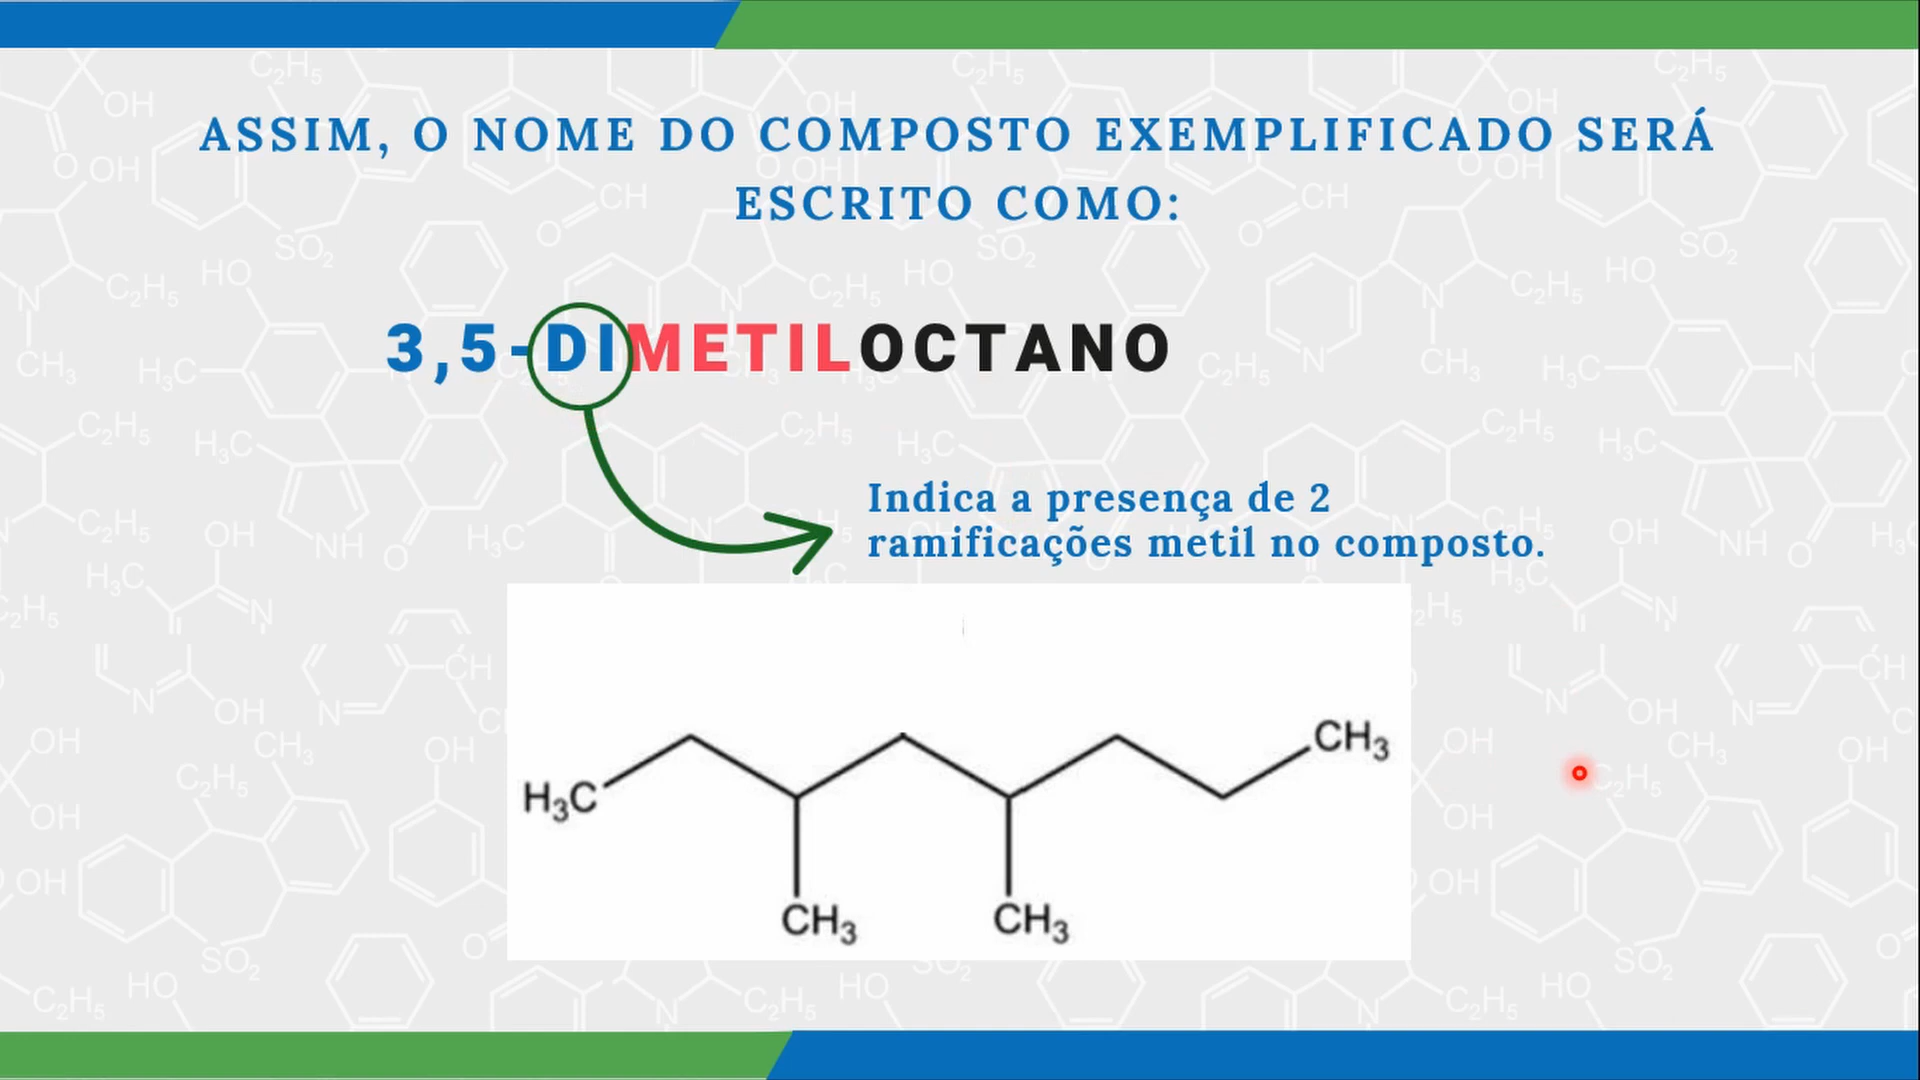 ASSIM, O NOME DO COMPOSTO EXEMPLIFICADO SERÁ
ESCRITO COMO:
3,5-DIMETILOCTANO
Indica a presença de 2
ramificações metil no composto.
CH₃
H₃C
CH₃ CH₃